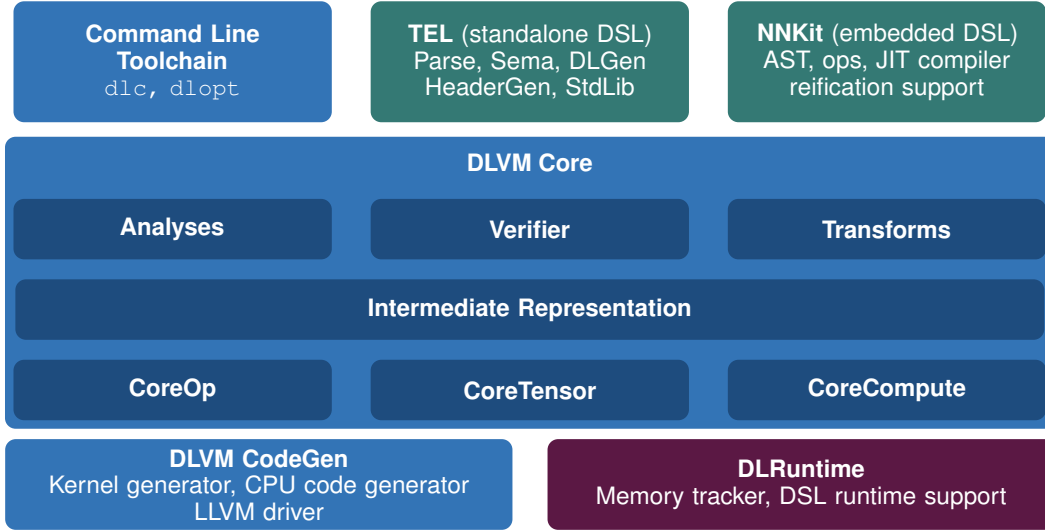 Command Line
Toolchain
dlc, dlopt
TEL (standalone DSL)
Parse, Sema, DLGen
HeaderGen, StdLib
NNKit (embedded DSL)
AST, ops, JIT compiler
reification support
DLVM Core
Analyses
Verifier
Transforms
Intermediate Representation
CoreOp
CoreTensor
CoreCompute
DLVM CodeGen
Kernel generator, CPU code generator
LLVM driver
DLRuntime
Memory tracker, DSL runtime support